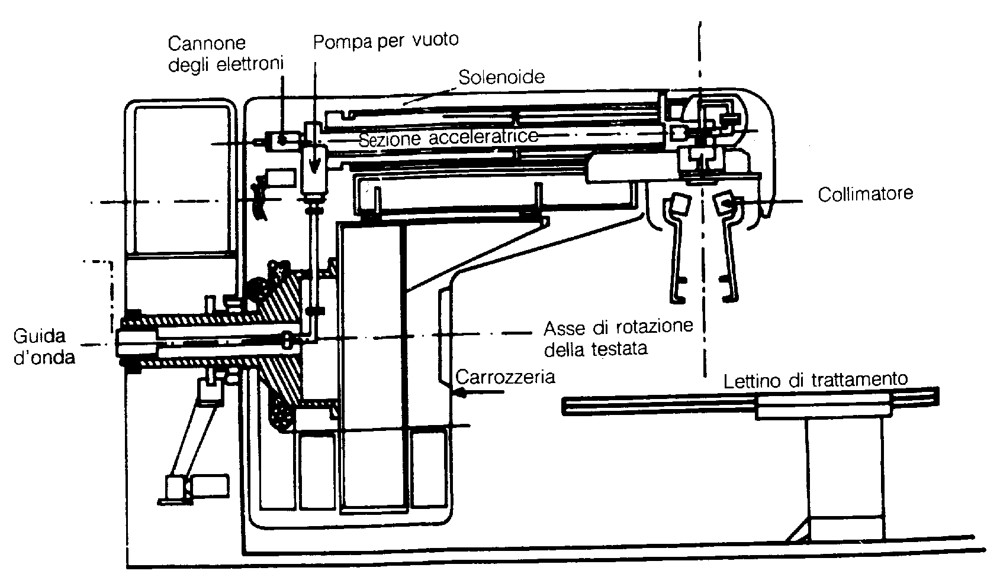 Cannone
degli elettroni
Pompa per vuoto
Solenoide
Sezione acceleratrice
Collimatore
Guida
d'onda
Asse di rotazione
della testata
Carrozzeria
Lettino di trattamento